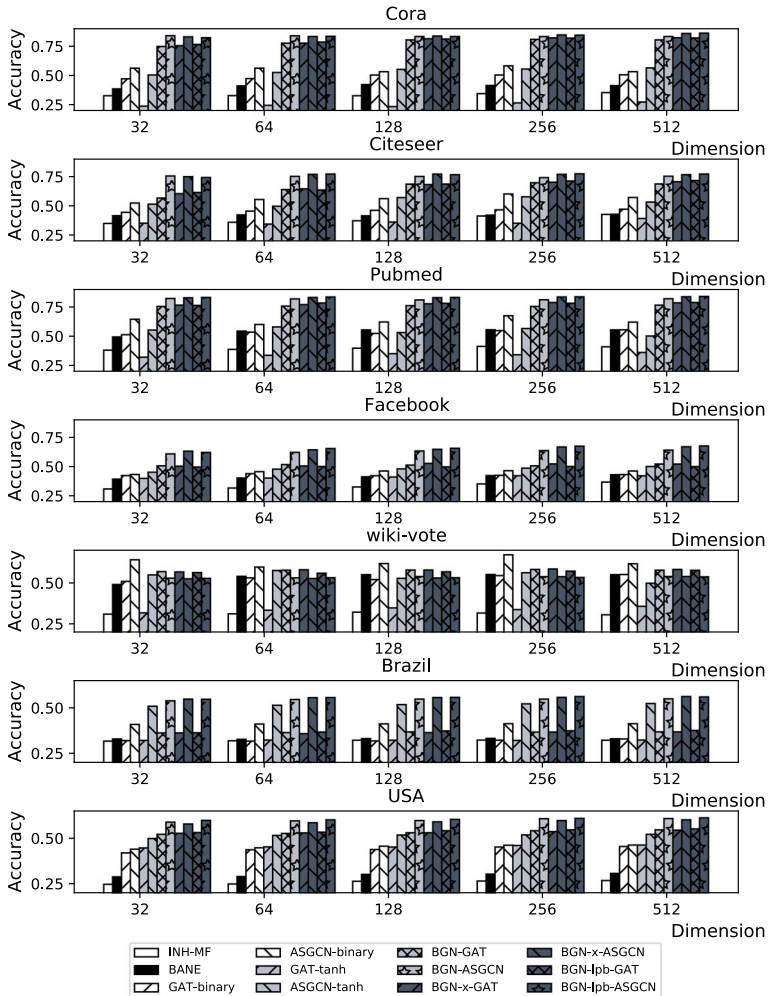 Cora
Accuracy
0.75
0.50
0.25
32 64 128 256 512
Dimension
Citeseer
Accuracy
0.75
0.50
0.25
32 64 128 256 512
Dimension
Pubmed
Accuracy
0.75
0.50
0.25
32 64 128 256 512
Dimension
Facebook
Accuracy
0.75
0.50
0.25
32 64 128 256 512
Dimension
wiki-vote
Accuracy
0.50
0.25
32 64 128 256 512
Dimension
Brazil
Accuracy
0.50
0.25
32 64 128 256 512
Dimension
USA
Accuracy
0.50
0.25
32 64 128 256 512
Dimension
INH-MF ASGCN-binary BGN-GAT BGN-x-ASGCN
BANE GAT-tanh BGN-ASGCN BGN-lpb-GAT
GAT-binary ASGCN-tanh BGN-x-GAT BGN-lpb-ASGCN